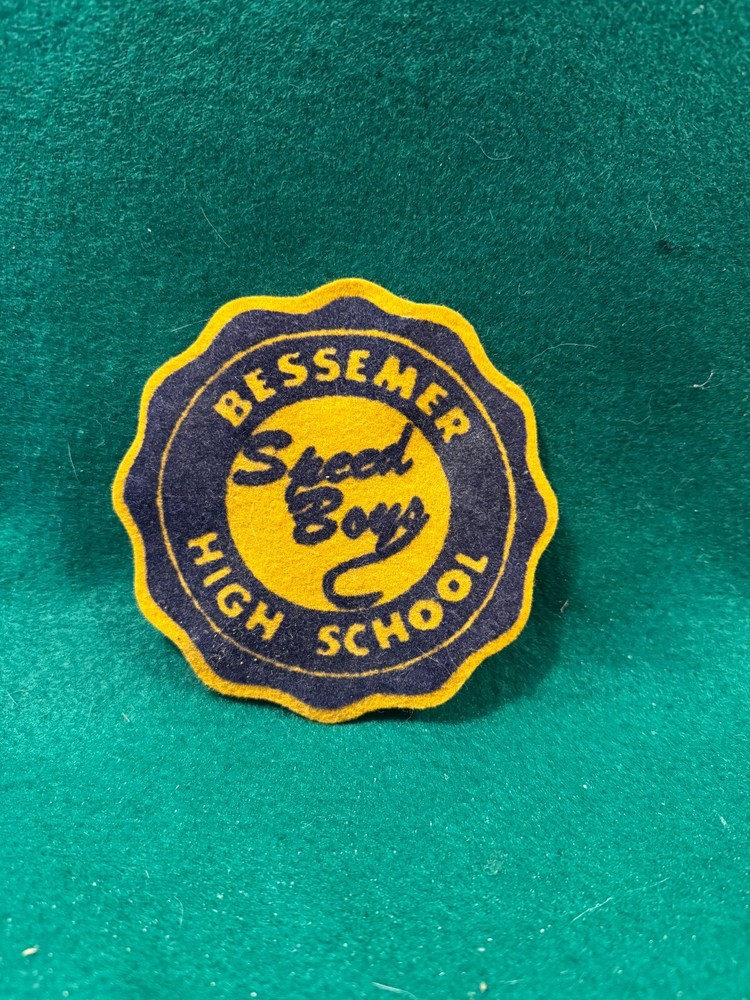 BESSEMER
Speed
Boys
HIGH SCHOOL